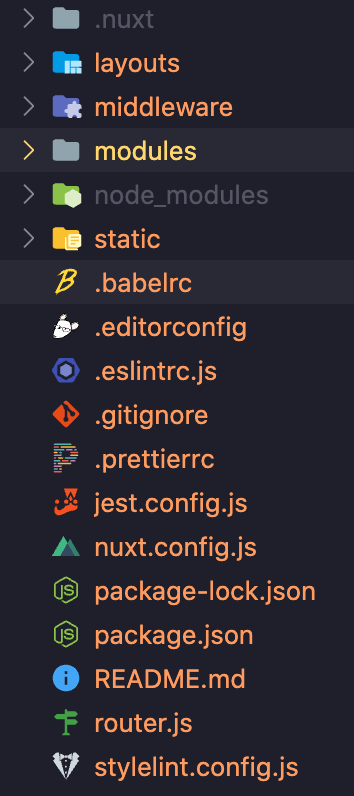 .nuxt
layouts
middleware
modules
node_modules
static
.babelrc
.editorconfig
.eslintrc.js
.gitignore
.prettierrc
jest.config.js
nuxt.config.js
package-lock.json
package.json
README.md
router.js
stylelint.config.js